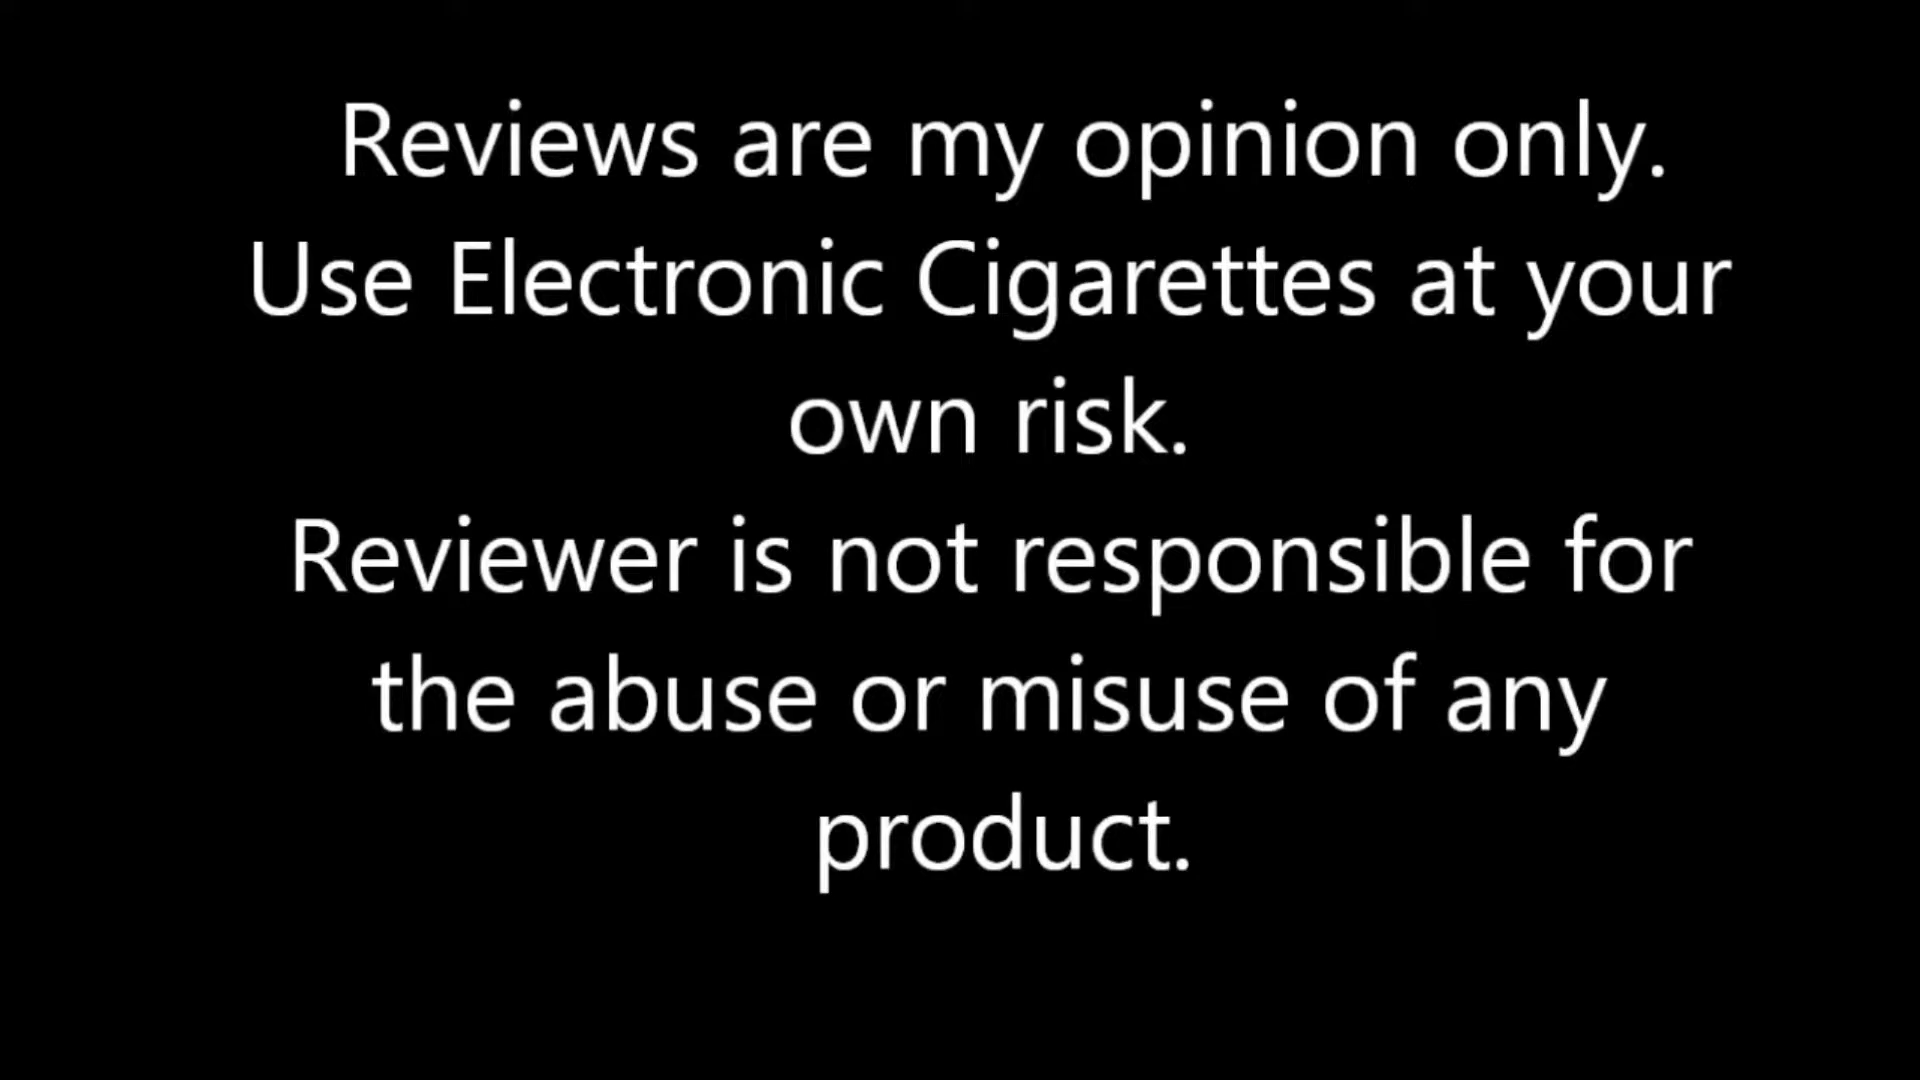 Reviews are my opinion only.
Use Electronic Cigarettes at your
own risk.
Reviewer is not responsible for
the abuse or misuse of any
product.